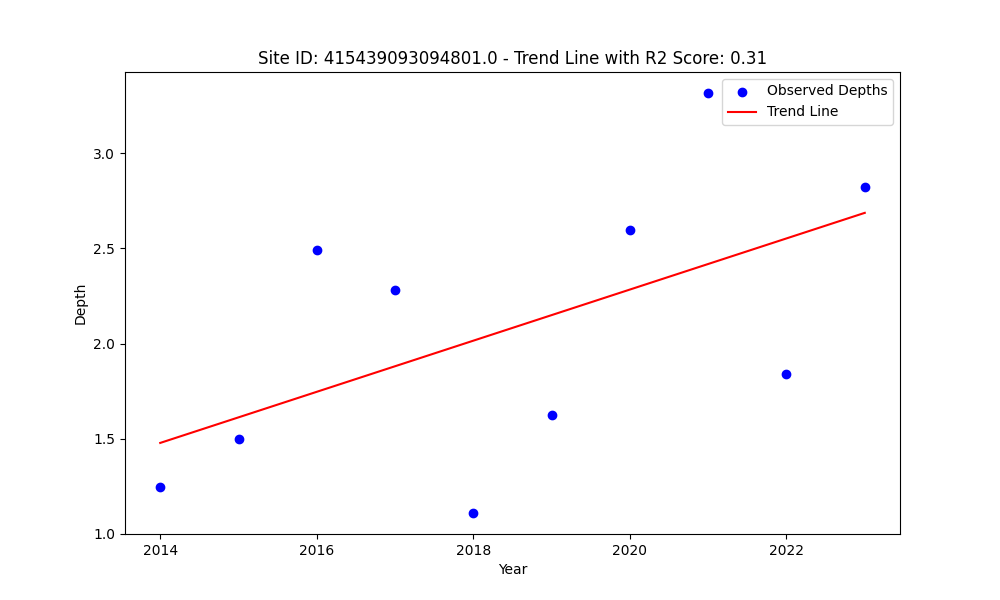 Site ID: 415439093094801.0 - Trend Line with R2 Score: 0.31
Observed Depths
Trend Line
3.0
2.5
2.0
1.5
1.0
Depth
2014
2016
2018
2020
2022
Year